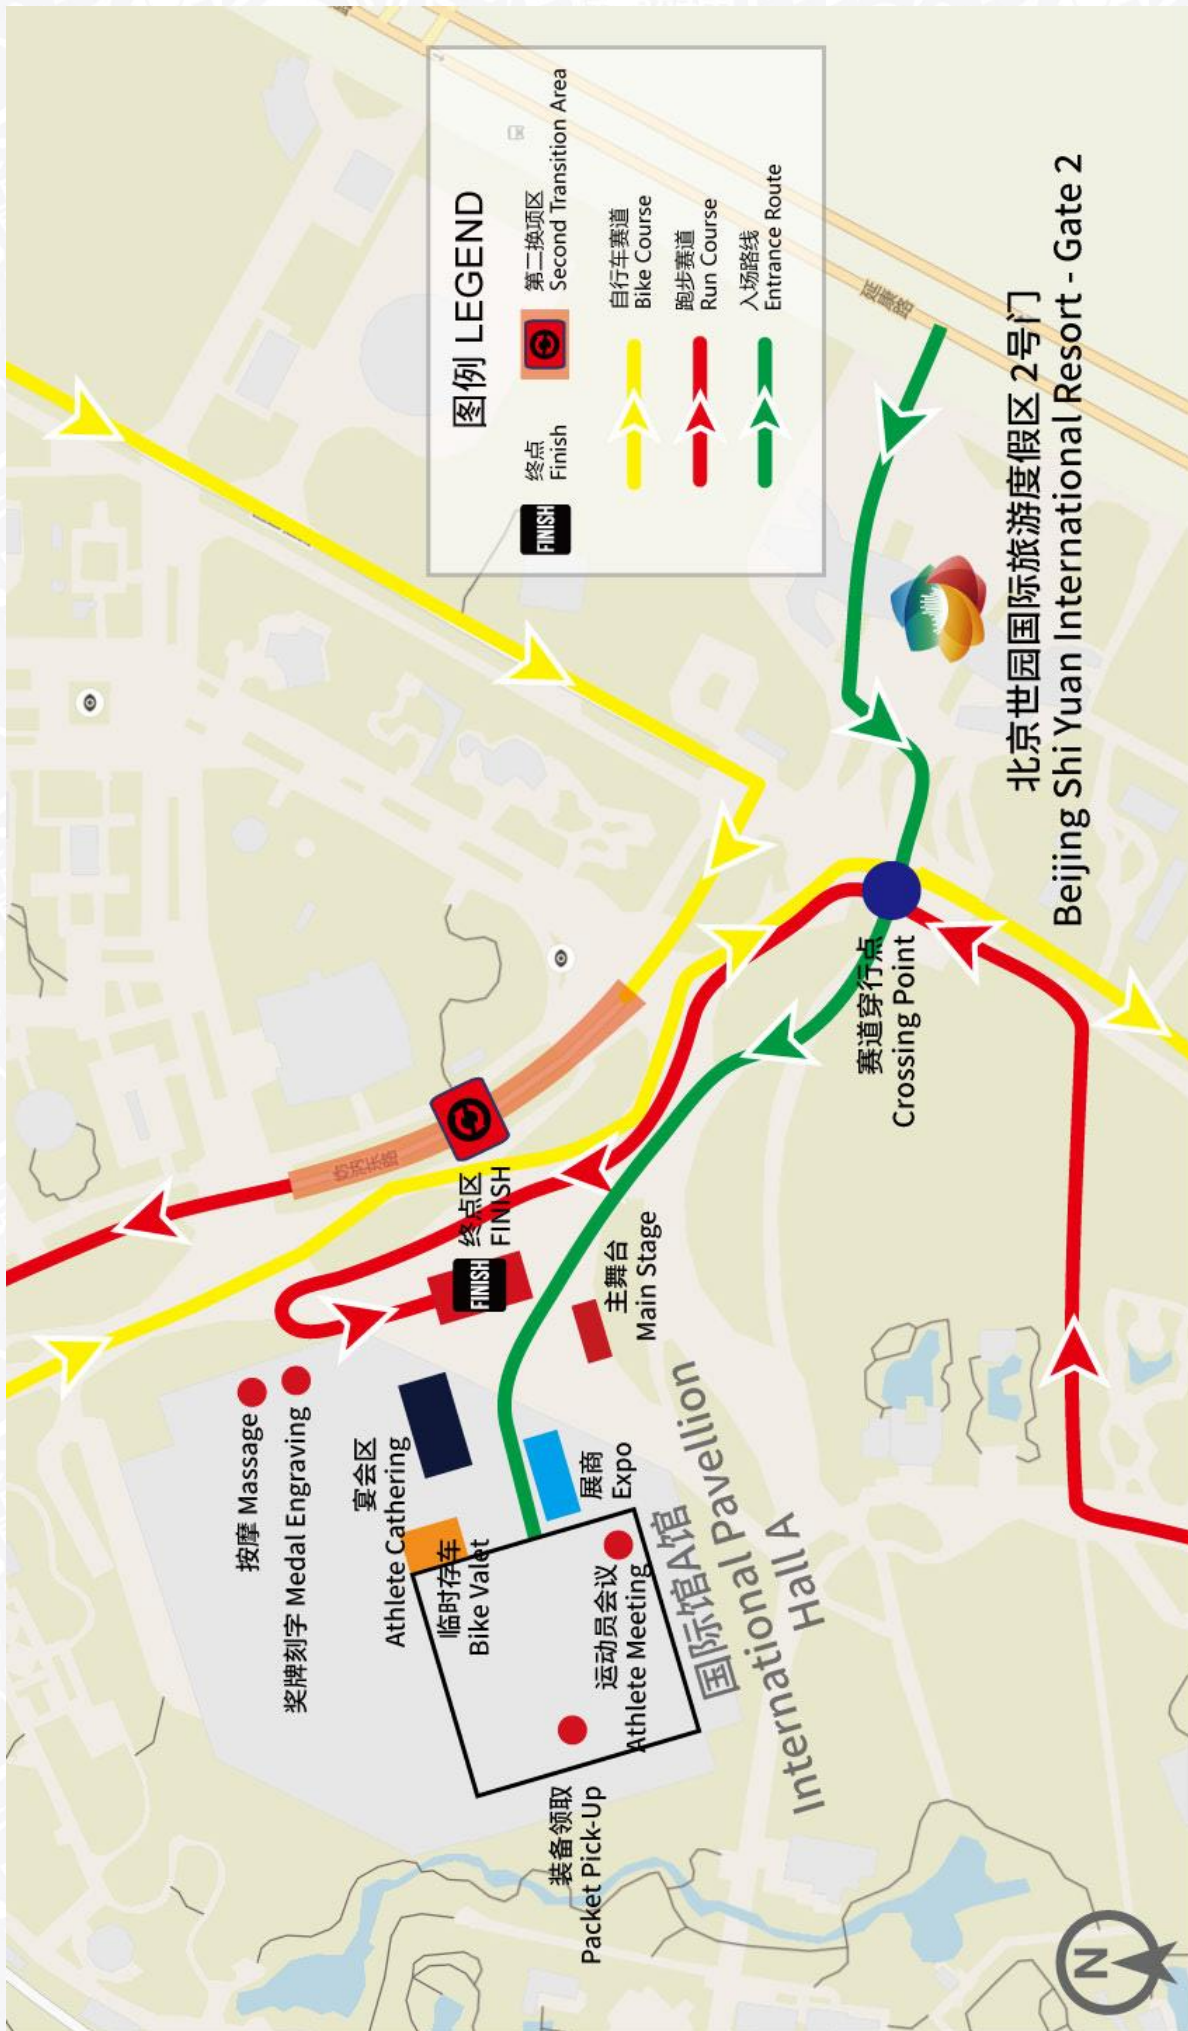 图例 LEGEND
终点
Finish
FINISH
第二换项区
Second Transition Area
自行车赛道
Bike Course
跑步赛道
Run Course
入场路线
Entrance Route
延康路
北京世园国际旅游度假区 2号门
Beijing Shi Yuan International Resort - Gate 2
赛道穿行点
Crossing Point
终点区
FINISH
FINISH
主舞台
Main Stage
按摩 Massage
奖牌刻字 Medal Engraving
宴会区
Athlete Cathering
临时存车
Bike Valet
展商
Expo
运动员会议
Athlete Meeting
国际馆A馆
International Pavellion
Hall A
装备领取
Packet Pick-Up
N